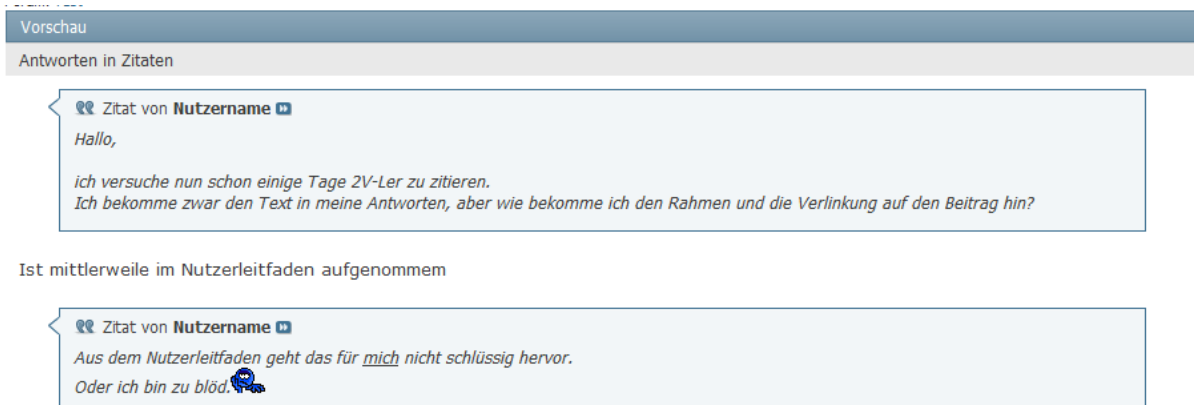 Vorschau
Antworten in Zitaten
Zitat von Nutzername
Hallo,
ich versuche nun schon einige Tage 2V-Ler zu zitieren.
Ich bekomme zwar den Text in meine Antworten, aber wie bekomme ich den Rahmen und die Verlinkung auf den Beitrag hin?
Ist mittlerweile im Nutzerleitfaden aufgenommem
Zitat von Nutzername
Aus dem Nutzerleitfaden geht das für mich nicht schlüssig hervor.
Oder ich bin zu blöd.